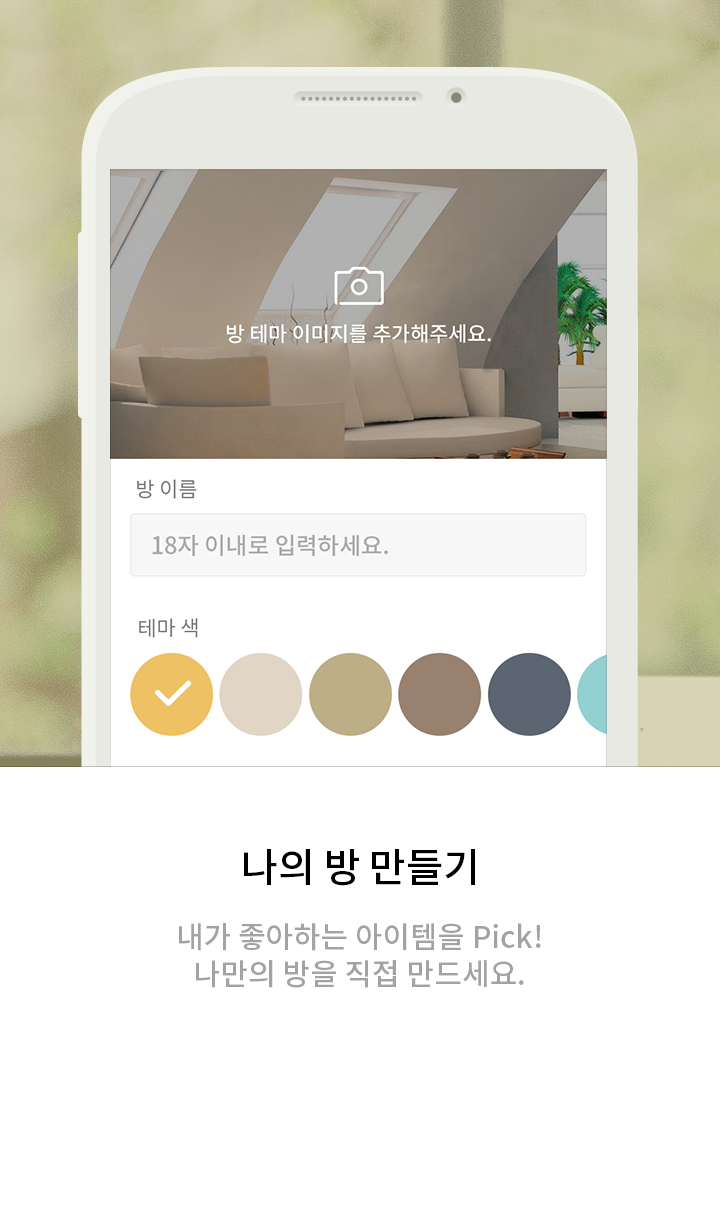 방 테마 이미지를 추가해주세요.
방 이름
18자 이내로 입력하세요.
테마 색
나의 방 만들기
내가 좋아하는 아이템을 Pick!
나만의 방을 직접 만드세요.